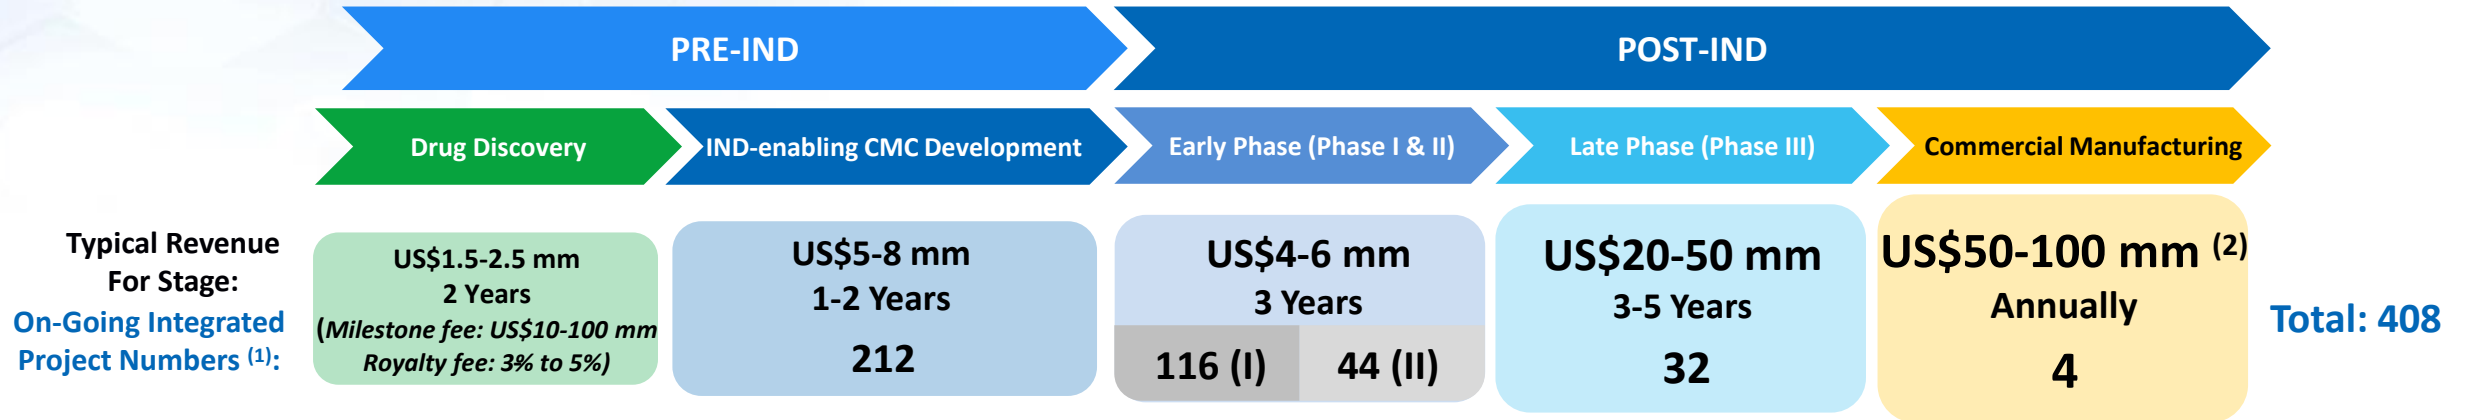 PRE-IND
POST-IND
Drug Discovery
IND-enabling CMC Development
Early Phase (Phase I & II)
Late Phase (Phase III)
Commercial Manufacturing
Typical Revenue
For Stage:
On-Going Integrated
Project Numbers (1):
US$1.5-2.5 mm
2 Years
(Milestone fee: US$10-100 mm
Royalty fee: 3% to 5%)
US$5-8 mm
1-2 Years
212
US$4-6 mm
3 Years
116 (I)
44 (II)
US$20-50 mm
3-5 Years
32
US$50-100 mm (2)
Annually
4
Total: 408